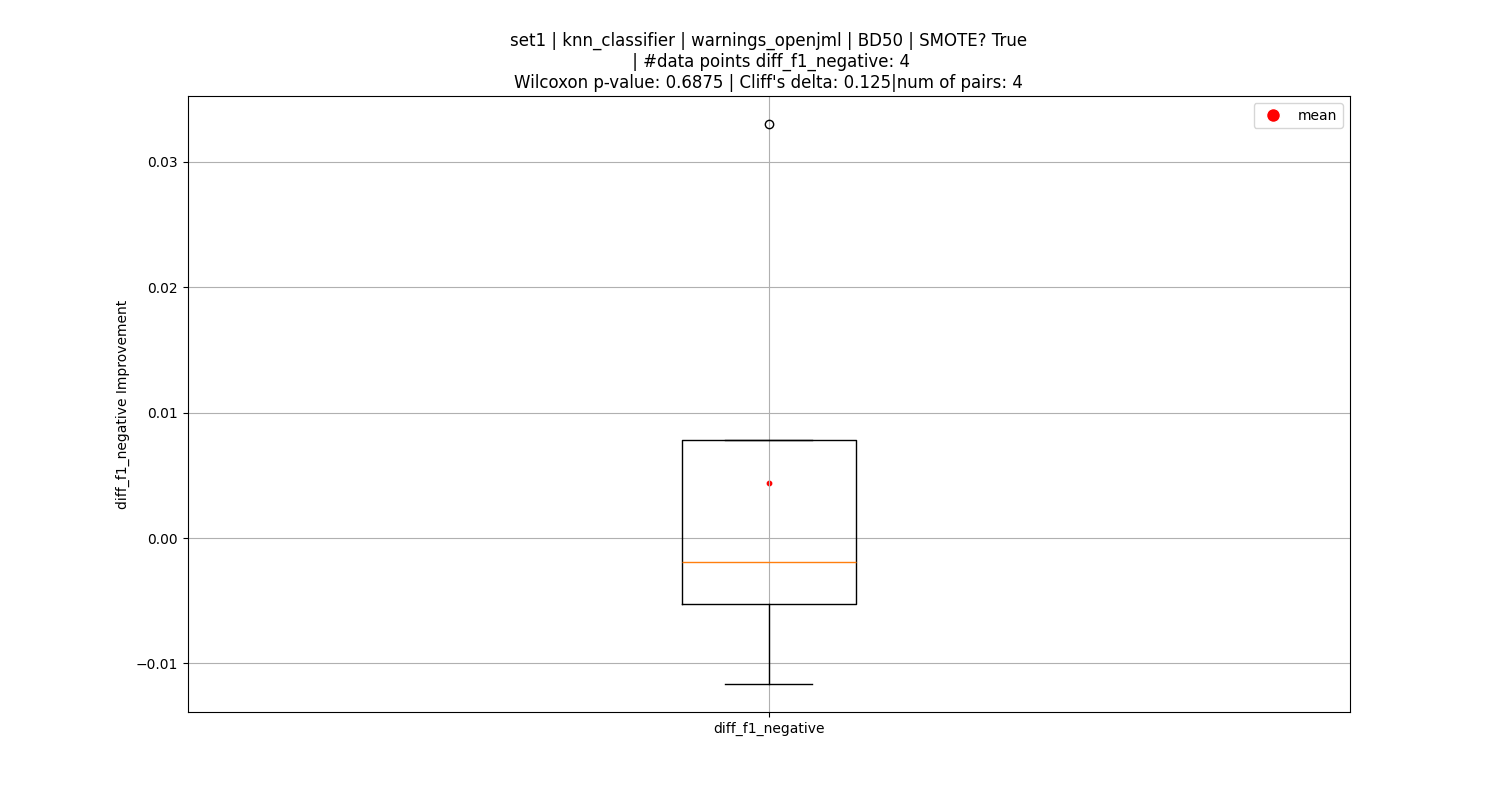 set1 | knn_classifier | warnings_openjml | BD50 | SMOTE? True
| #data points diff_f1_negative: 4
Wilcoxon p-value: 0.6875 | Cliff's delta: 0.125|num of pairs: 4
mean
0.03
0.02
0.01
0.00
−0.01
diff_f1_negative Improvement
diff_f1_negative